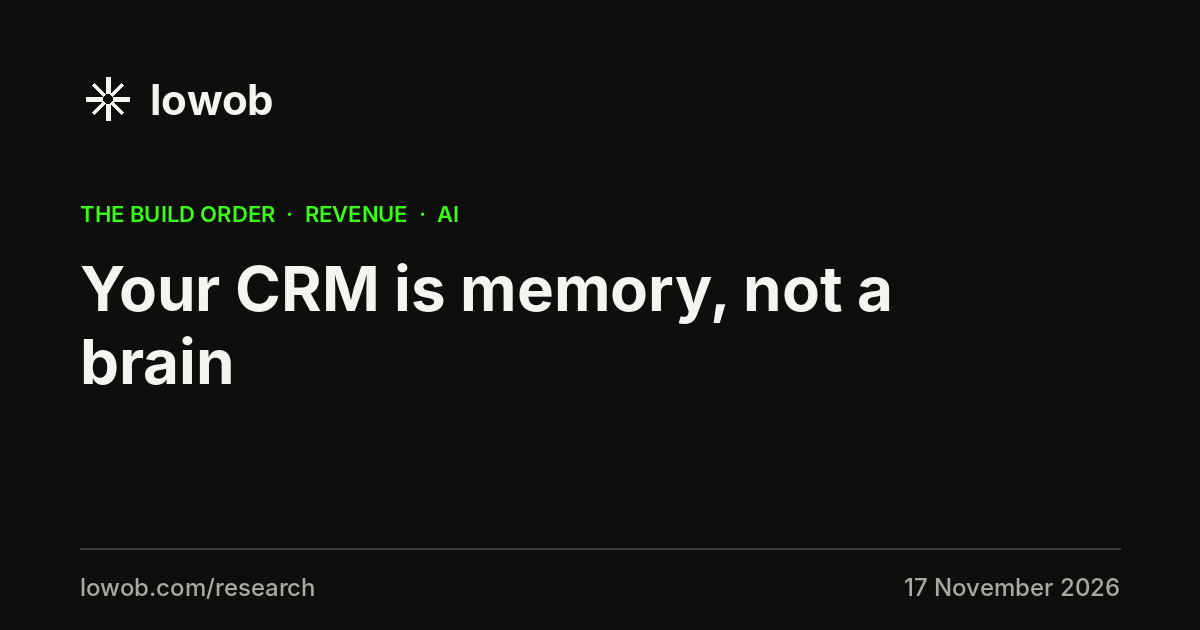 lowob
THE BUILD ORDER · REVENUE · AI
Your CRM is memory, not a
brain
lowob.com/research
17 November 2026